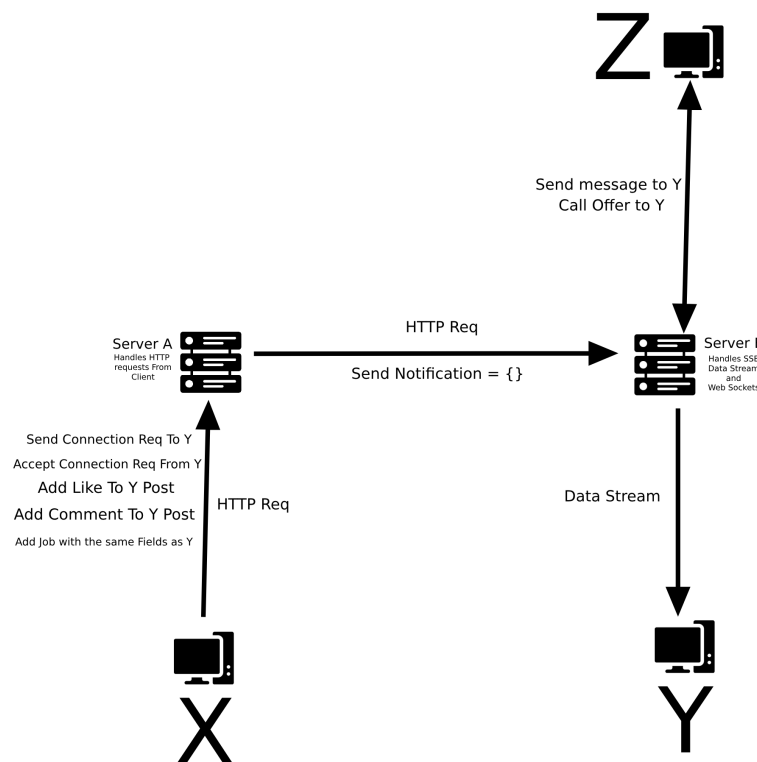 Z
Send message to Y
Call Offer to Y
HTTP Req
Send Notification = {}
Server A
Handles HTTP
requests From
Client
Server
Handles SSE
Data Stream
and
Web Sockets
Send Connection Req To Y
Accept Connection Req From Y
Add Like To Y Post
Add Comment To Y Post
Add Job with the same Fields as Y
HTTP Req
Data Stream
X
Y